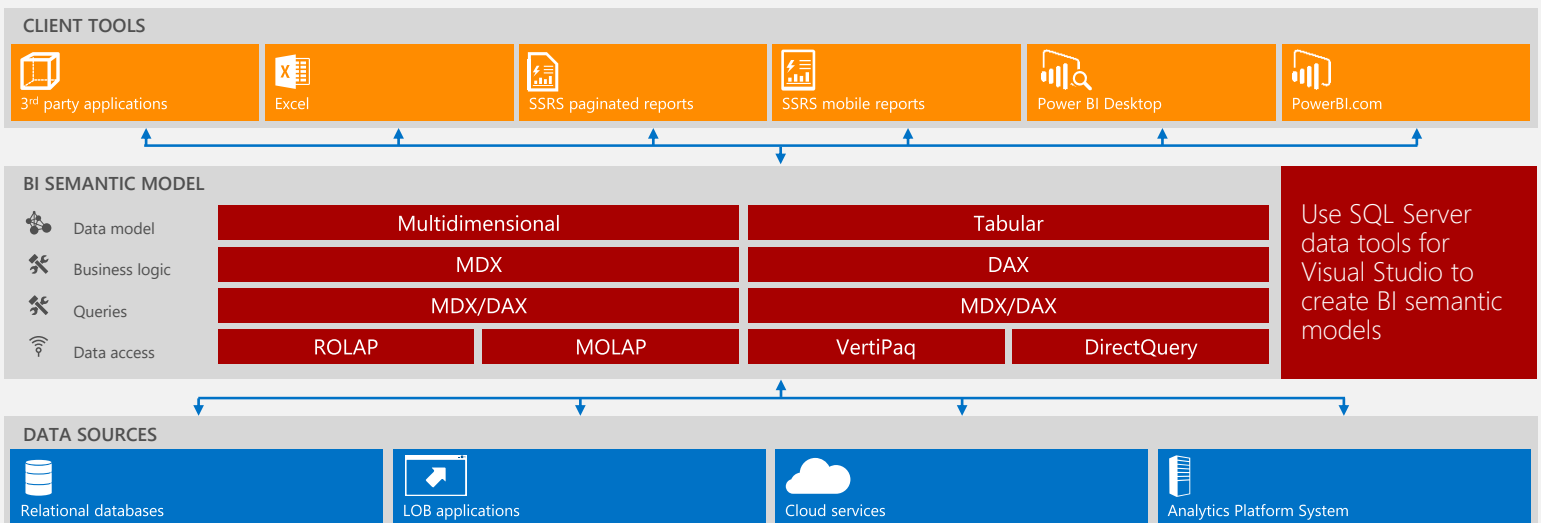 CLIENT TOOLS
3rd party applications
Excel
SSRS paginated reports
SSRS mobile reports
Power BI Desktop
PowerBI.com
BI SEMANTIC MODEL
Data model
Multidimensional
Tabular
Business logic
MDX
DAX
Queries
MDX/DAX
MDX/DAX
Data access
ROLAP
MOLAP
VertiPaq
DirectQuery
Use SQL Server
data tools for
Visual Studio to
create BI semantic
models
DATA SOURCES
Relational databases
LOB applications
Cloud services
Analytics Platform System